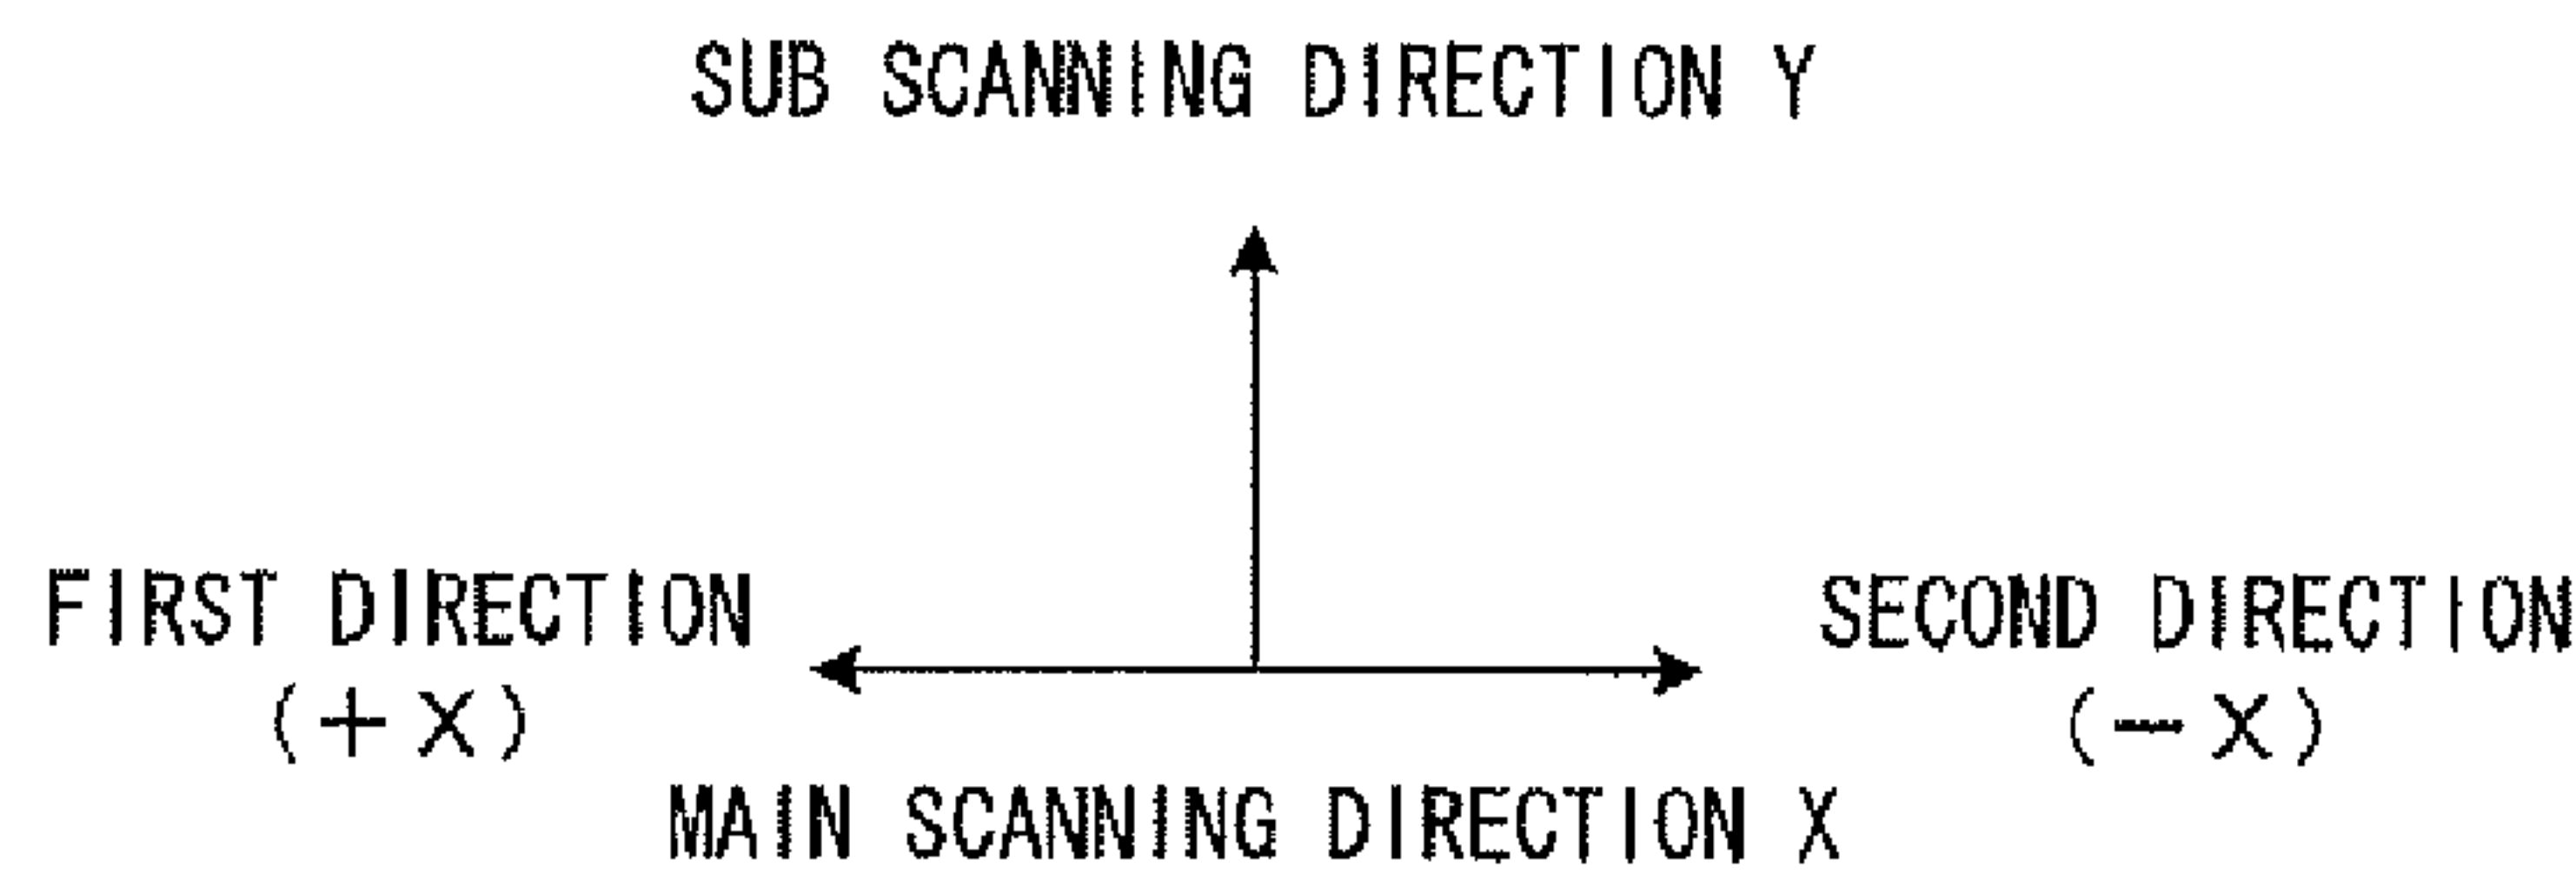 SUB SCANNING DIRECTION Y
FIRST DIRECTION
(+X)
SECOND DIRECTION
(-X)
MAIN SCANNING DIRECTION X